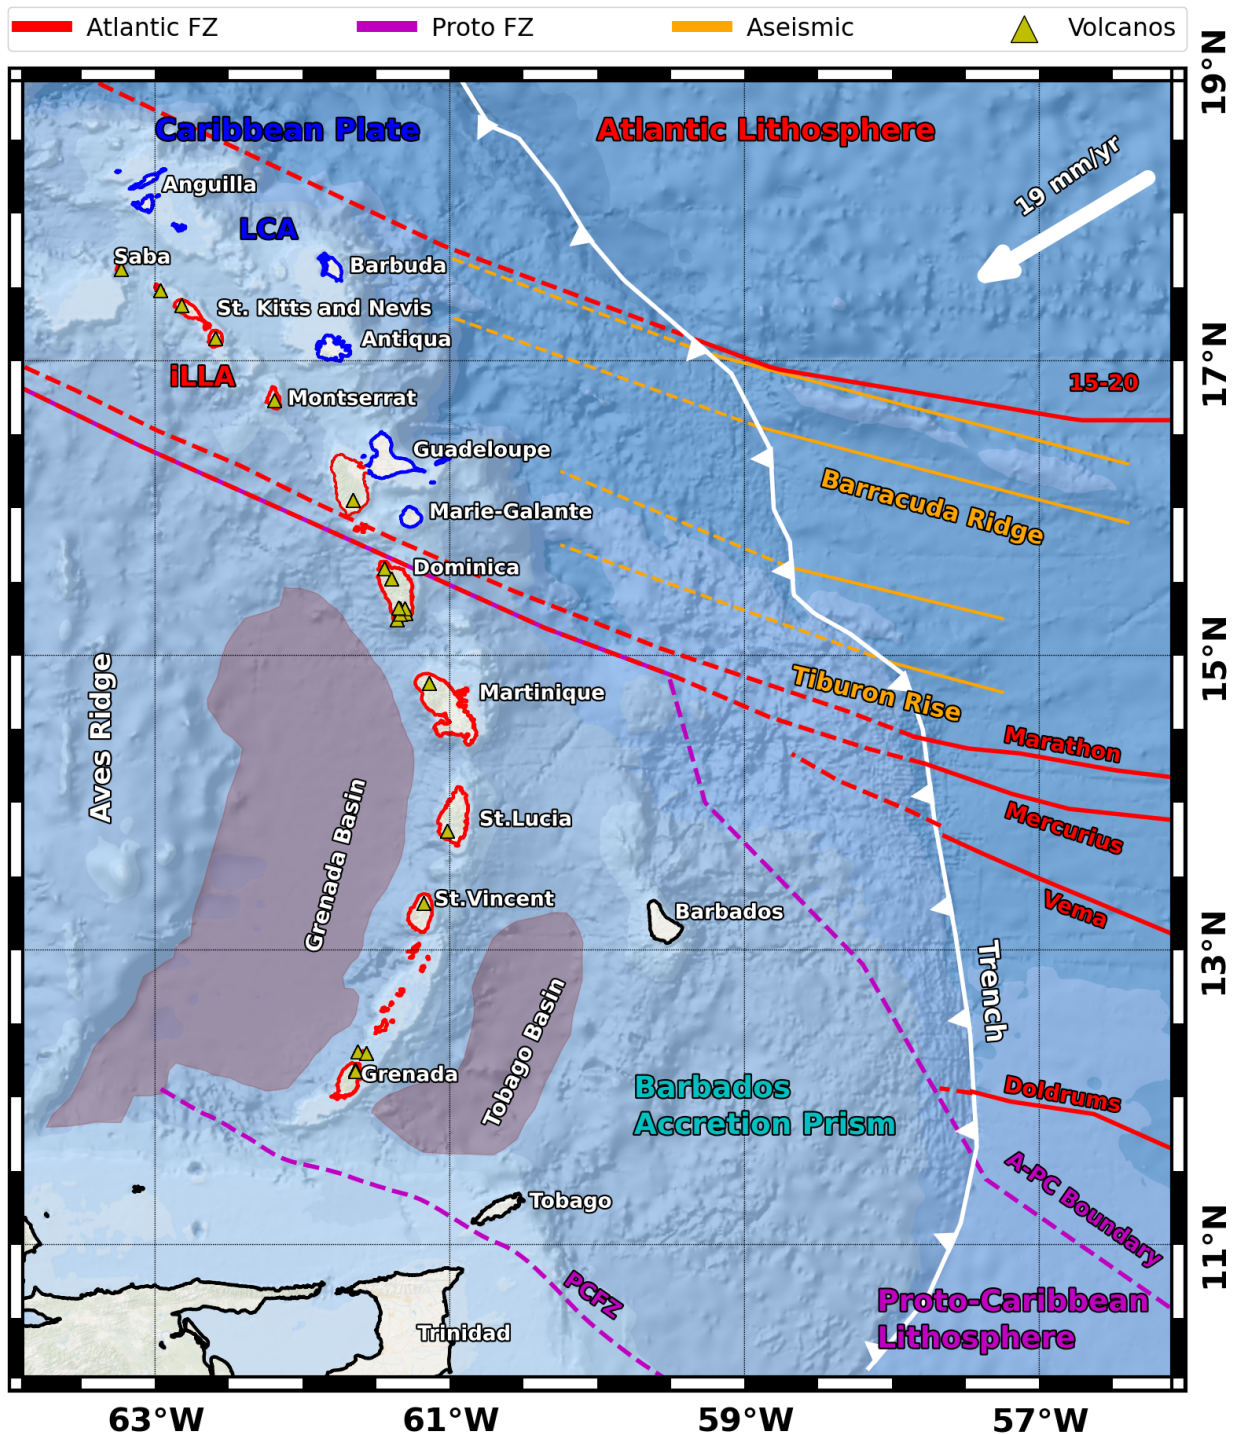 Atlantic FZ
Proto FZ
Aseismic
Volcanos
19°N
Caribbean Plate
Atlantic Lithosphere
19 mm/yr
Anguilla
LCA
Saba
Barbuda
St. Kitts and Nevis
Antiqua
17°N
iLLA
15-20
Montserrat
Guadeloupe
Barracuda Ridge
Marie-Galante
Dominica
15°N
Aves Ridge
Martinique
Tiburon Rise
Marathon
Grenada Basin
St.Lucia
Mercurius
St.Vincent
Barbados
Vema
13°N
Trench
Tobago Basin
Grenada
Barbados
Accretion Prism
Doldrums
A-PC Boundary
Tobago
11°N
PCFZ
Proto-Caribbean
Lithosphere
Trinidad
63°W
61°W
59°W
57°W